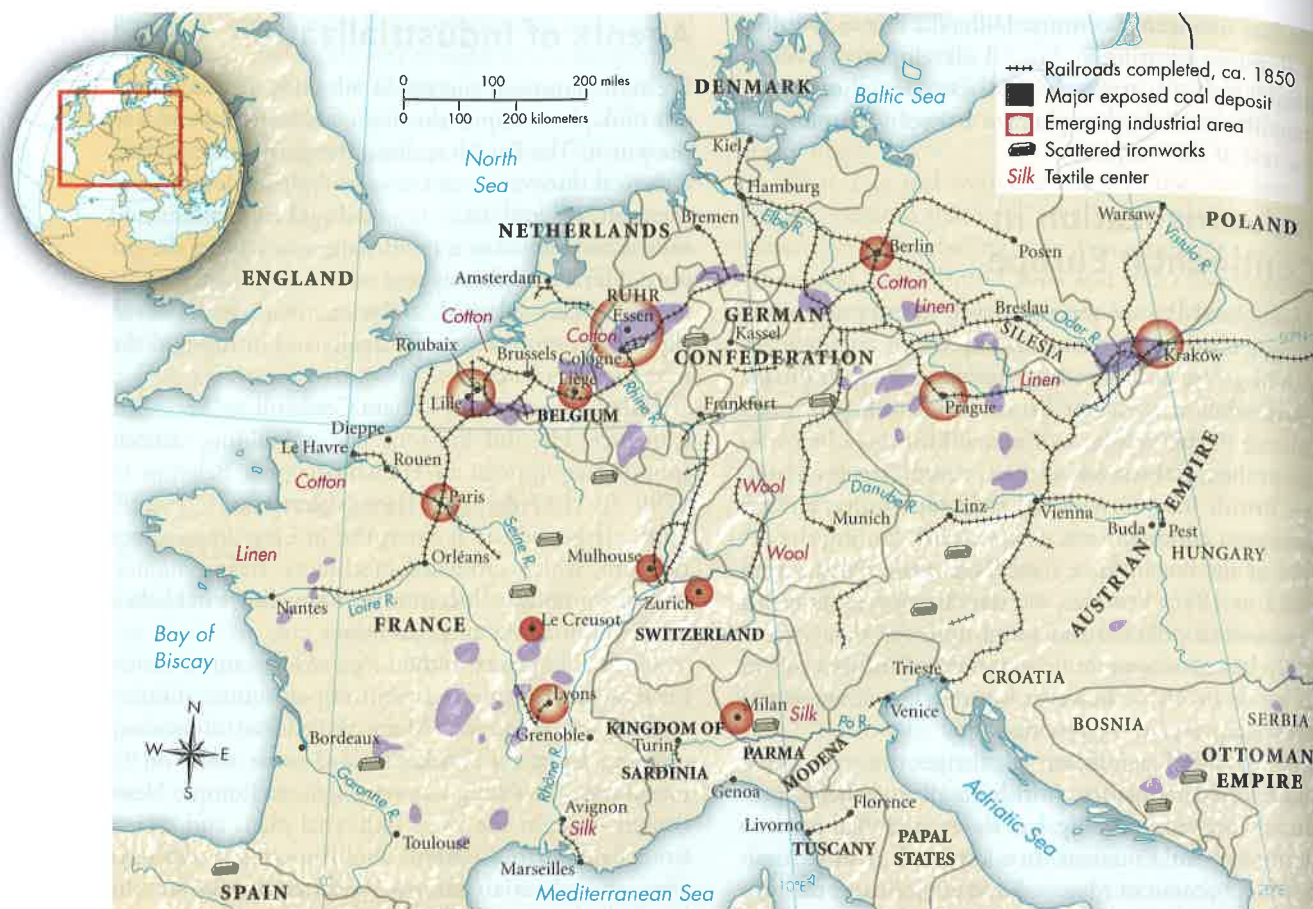 0 100 200 miles
0 100 200 kilometers
Railroads completed, ca. 1850
Major exposed coal deposit
Emerging industrial area
Scattered ironworks
Silk Textile center
DENMARK
Baltic Sea
North
Sea
Kiel
Hamburg
Bremen
Elbe R.
Warsaw
POLAND
Vistula R.
NETHERLANDS
Berlin
Posen
ENGLAND
Amsterdam
Cotton
RUHR
Essen
Cotton
Cotton
Linen
GERMAN
CONFEDERATION
Kassel
Breslau
Oder R.
SILESIA
Kraków
Roubaix
Brussels
Cologne
Liège
BELGIUM
Rhine R.
Lille
Frankfurt
Linen
Prague
Dieppe
Le Havre
Rouen
Cotton
Paris
Seine R.
Wool
Danube R.
Linz
Munich
Vienna
Buda
Pest
HUNGARY
AUSTRIAN EMPIRE
Linen
Orléans
Mulhouse
Wool
Zurich
Nantes
Loire R.
FRANCE
Le Creusot
SWITZERLAND
Bay of
Biscay
Trieste
CROATIA
Lyons
Milan
Silk
Po R.
Venice
BOSNIA
SERBIA
N
W
E
S
Bordeaux
Grenoble
KINGDOM OF
SARDINIA
Turin
PARMA
MODENA
OTTOMAN
EMPIRE
Garonne R.
Rhône R.
Genoa
Adriatic Sea
Avignon
Silk
Florence
Livorno
TUSCANY
PAPAL
STATES
Toulouse
Marseilles
SPAIN
Mediterranean Sea
10°E